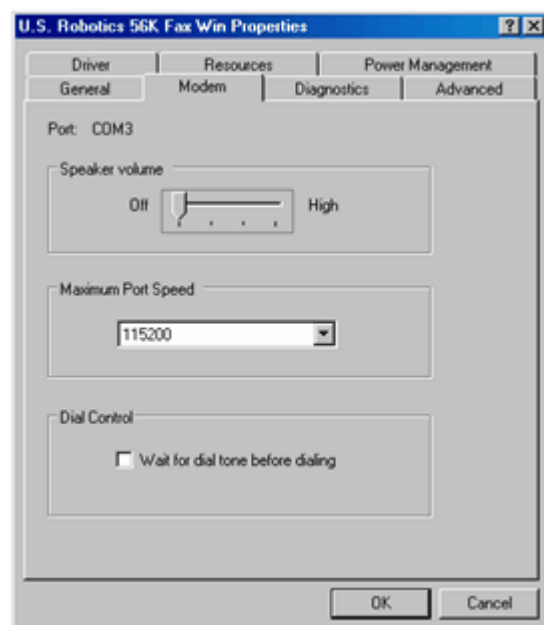 U.S. Robotics 56K Fax Win Properties
Driver Resources Power Management
General Modem Diagnostics Advanced
Port: COM3
Speaker volume
Off High
Maximum Port Speed
115200
Dial Control
Wait for dial tone before dialing
OK Cancel